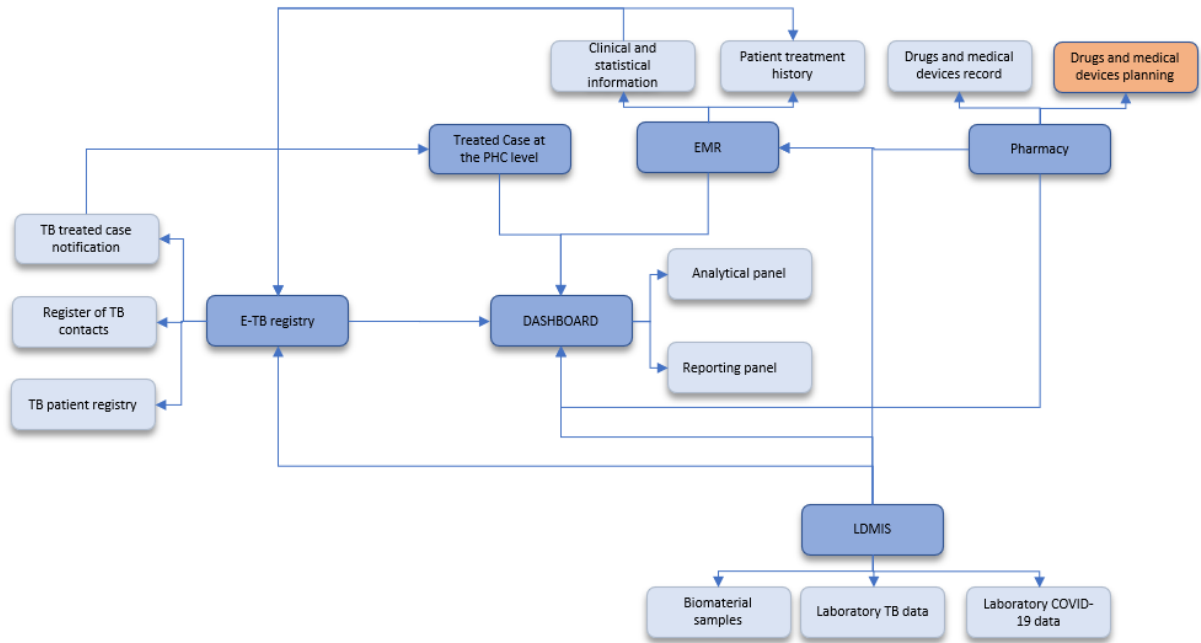 Clinical and
statistical
information
Patient treatment
history
Drugs and medical
devices record
Drugs and medical
devices planning
Treated Case at
the PHC level
EMR
Pharmacy
TB treated case
notification
Register of TB
contacts
TB patient registry
E-TB registry
DASHBOARD
Analytical panel
Reporting panel
LDMIS
Biomaterial
samples
Laboratory TB data
Laboratory COVID-
19 data